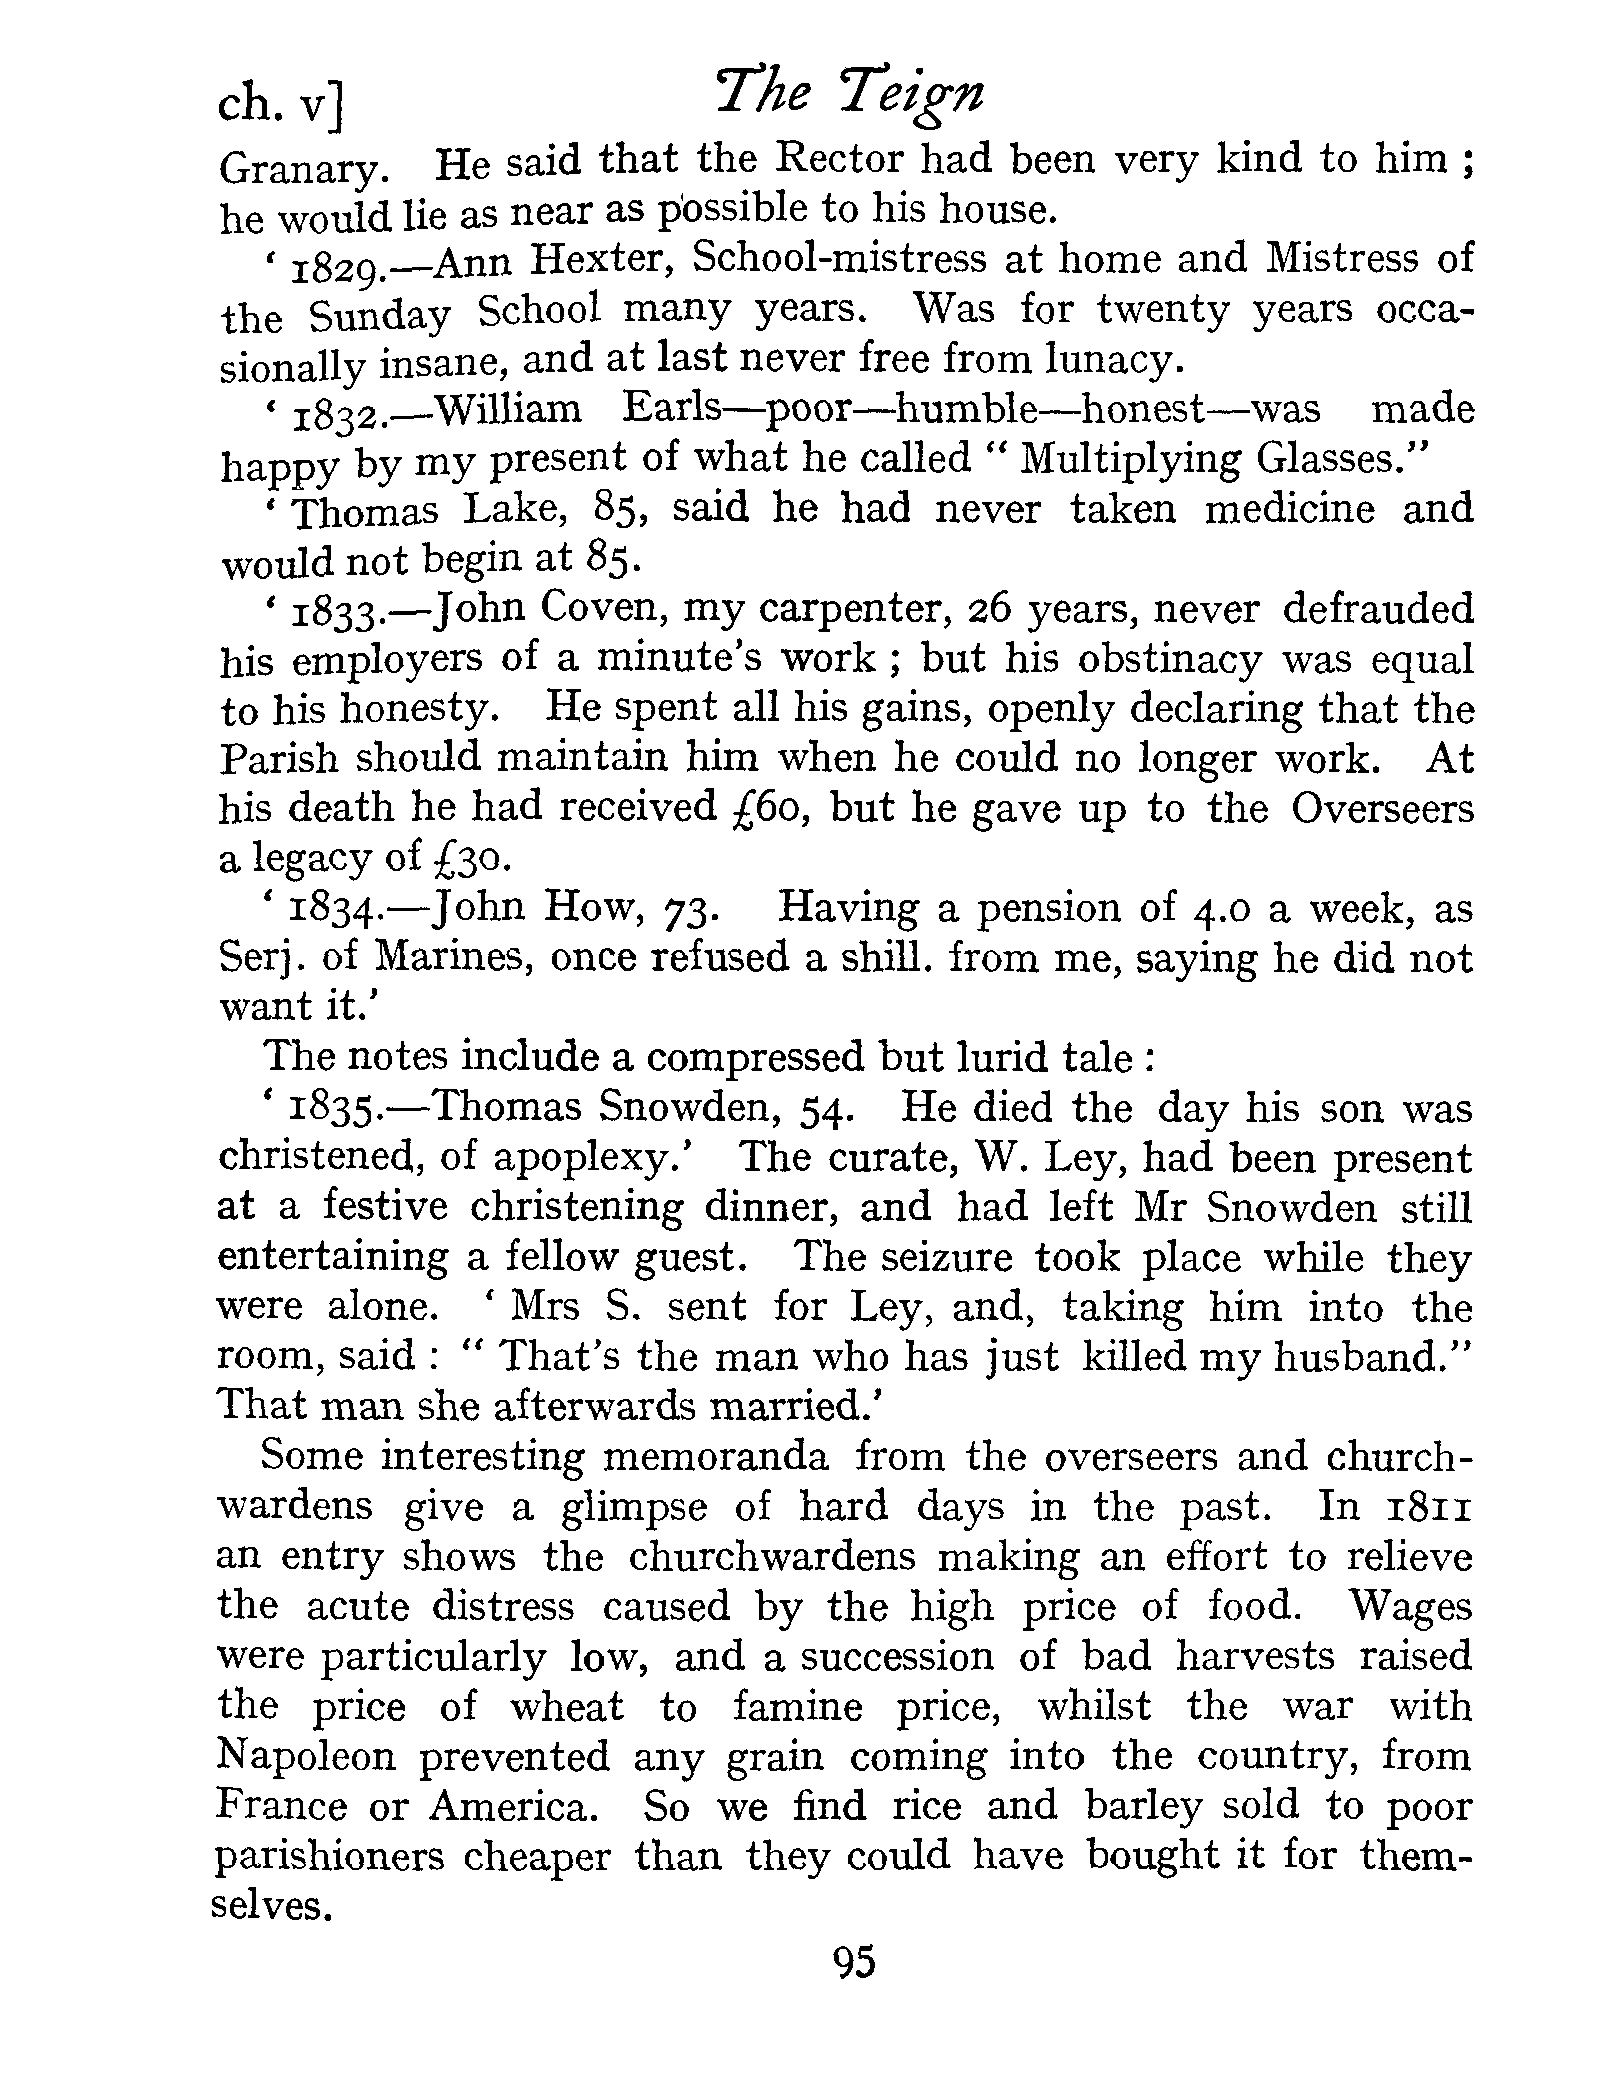 ch. v] The Teign
Granary. He said that the Rector had been very kind to him ;
he would lie as near as possible to his house.
‘ 1829.—Ann Hexter, School-mistress at home and Mistress of
the Sunday School many years. Was for twenty years occa-
sionally insane, and at last never free from lunacy.
‘ 1832.—William Earls—poor—humble—honest—was made
happy by my present of what he called “ Multiplying Glasses.”
‘ Thomas Lake, 85, said he had never taken medicine and
would not begin at 85.
‘ 1833.—John Coven, my carpenter, 26 years, never defrauded
his employers of a minute’s work ; but his obstinacy was equal
to his honesty. He spent all his gains, openly declaring that the
Parish should maintain him when he could no longer work. At
his death he had received £60, but he gave up to the Overseers
a legacy of £30.
‘ 1834.—John How, 73. Having a pension of 4.0 a week, as
Serj. of Marines, once refused a shill. from me, saying he did not
want it.’
The notes include a compressed but lurid tale :
‘ 1835.—Thomas Snowden, 54. He died the day his son was
christened, of apoplexy.’ The curate, W. Ley, had been present
at a festive christening dinner, and had left Mr Snowden still
entertaining a fellow guest. The seizure took place while they
were alone. ‘ Mrs S. sent for Ley, and, taking him into the
room, said : “ That’s the man who has just killed my husband.”
That man she afterwards married.’
Some interesting memoranda from the overseers and church-
wardens give a glimpse of hard days in the past. In 1811
an entry shows the churchwardens making an effort to relieve
the acute distress caused by the high price of food. Wages
were particularly low, and a succession of bad harvests raised
the price of wheat to famine price, whilst the war with
Napoleon prevented any grain coming into the country, from
France or America. So we find rice and barley sold to poor
parishioners cheaper than they could have bought it for them-
selves.
95